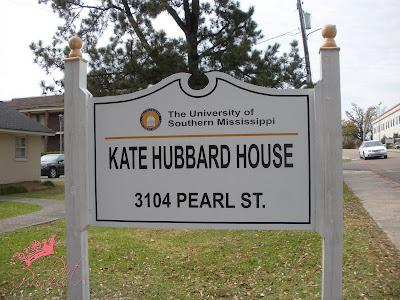 The University of
Southern Mississippi
KATE HUBBARD HOUSE
3104 PEARL ST.